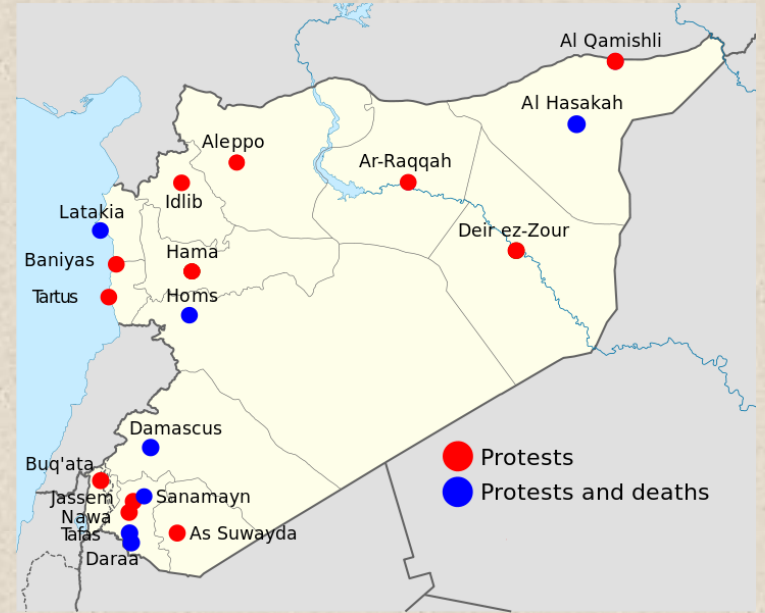 Al Qamishli
Al Hasakah
Aleppo
Ar-Raqqah
Idlib
Latakia
Deir ez-Zour
Hama
Baniyas
Homs
Tartus
Damascus
Buq'ata
Protests
Jassem
Sanamayn
Protests and deaths
Nawa
Tafas
As Suwayda
Daraa